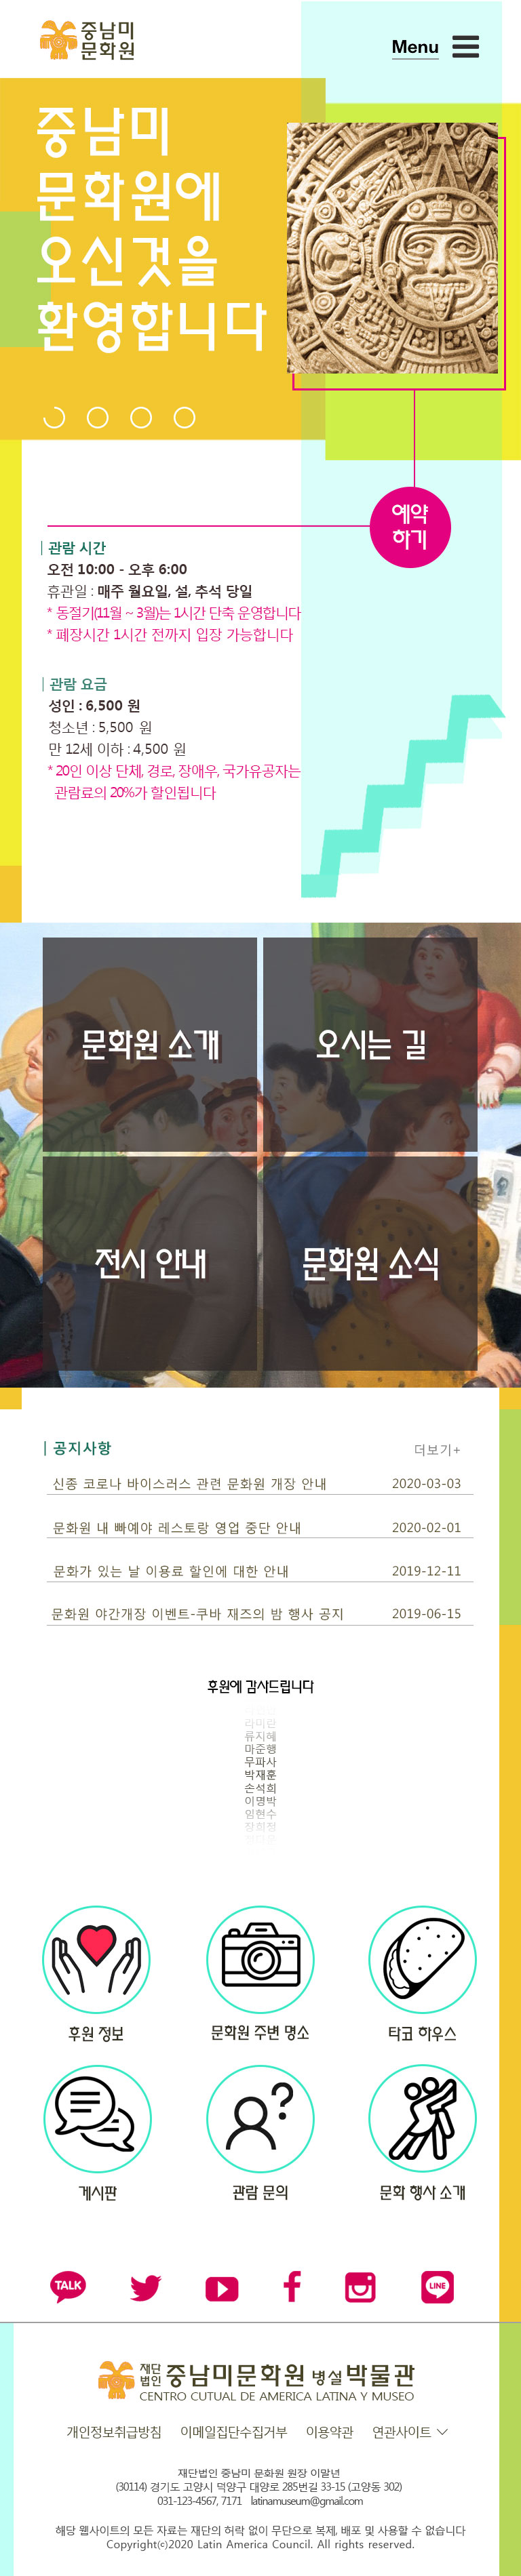 중남미
문화원
Menu
중남미
문화원에
오신것을
환영합니다
예약
하기
| 관람 시간
오전 10:00 - 오후 6:00
휴관일 : 매주 월요일, 설, 추석 당일
* 동절기(11월 ~ 3월)는 1시간 단축 운영합니다
* 폐장시간 1시간 전까지 입장 가능합니다
| 관람 요금
성인 : 6,500 원
청소년 : 5,500 원
만 12세 이하 : 4,500 원
* 20인 이상 단체, 경로, 장애우, 국가유공자는
관람료의 20%가 할인됩니다
문화원 소개
오시는 길
전시 안내
문화원 소식
| 공지사항
더보기+
신종 코로나 바이스러스 관련 문화원 개장 안내 2020-03-03
문화원 내 빠예야 레스토랑 영업 중단 안내 2020-02-01
문화가 있는 날 이용료 할인에 대한 안내 2019-12-11
문화원 야간개장 이벤트-쿠바 재즈의 밤 행사 공지 2019-06-15
후원에 감사드립니다
라미란
류지혜
마준행
무파사
박재훈
손석희
이명박
임현수
장희정
후원 정보
문화원 주변 명소
타코 하우스
게시판
관람 문의
문화 행사 소개
TALK
LINE
재단
법인
중남미문화원 병설 박물관
CENTRO CUTUAL DE AMERICA LATINA Y MUSEO
개인정보취급방침 이메일집단수집거부 이용약관 연관사이트
재단법인 중남미 문화원 원장 이말년
(30114) 경기도 고양시 덕양구 대양로 285번길 33-15 (고양동 302)
031-123-4567, 7171 latinamuseum@gmail.com
해당 웹사이트의 모든 자료는 재단의 허락 없이 무단으로 복제, 배포 및 사용할 수 없습니다
Copyright(c)2020 Latin America Council. All rights reserved.